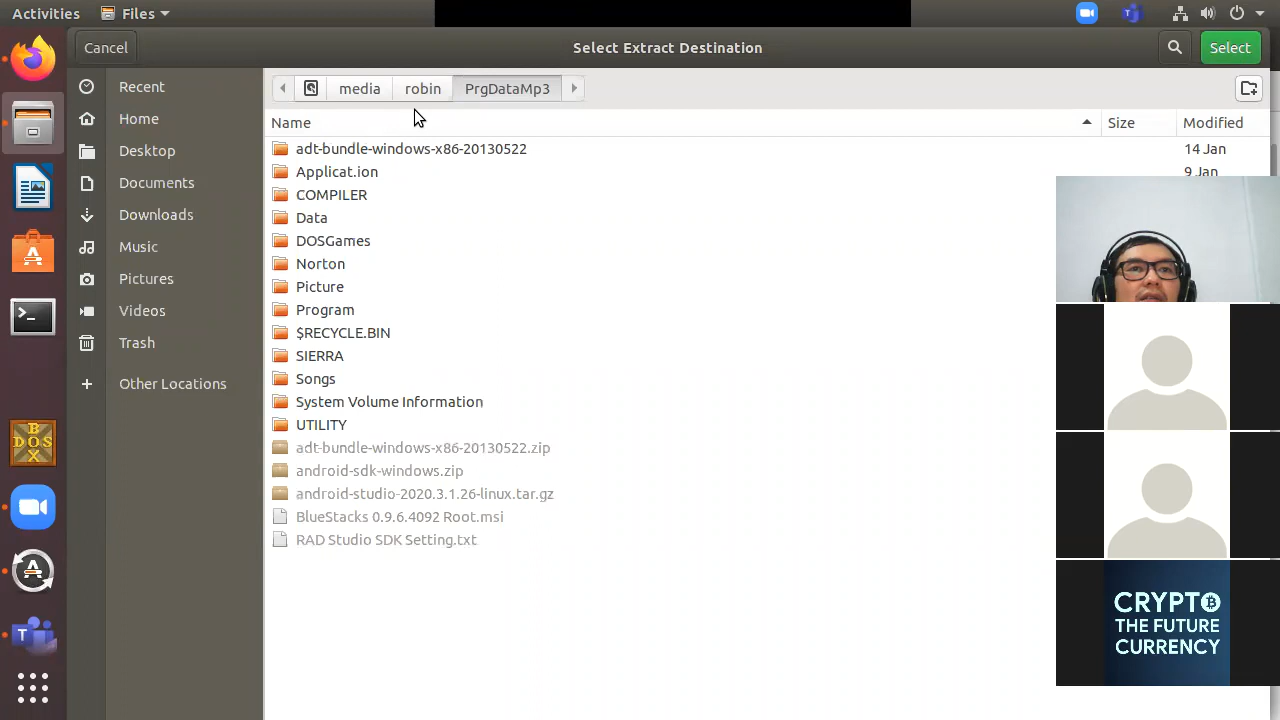 Activities Files
Cancel Select Extract Destination Select
media robin PrgDataMp3
Recent
Home
Desktop
Documents
Downloads
Music
Pictures
Videos
Trash
+ Other Locations
Name Size Modified
adt-bundle-windows-x86-20130522 14 Jan
Applicat.ion 9 Jan
COMPILER
Data
DOSGames
Norton
Picture
Program
$RECYCLE.BIN
SIERRA
Songs
System Volume Information
UTILITY
adt-bundle-windows-x86-20130522.zip
android-sdk-windows.zip
android-studio-2020.3.1.26-linux.tar.gz
BlueStacks 0.9.6.4092 Root.msi
RAD Studio SDK Setting.txt
DOS
BOX
CRYPTO
THE FUTURE
CURRENCY